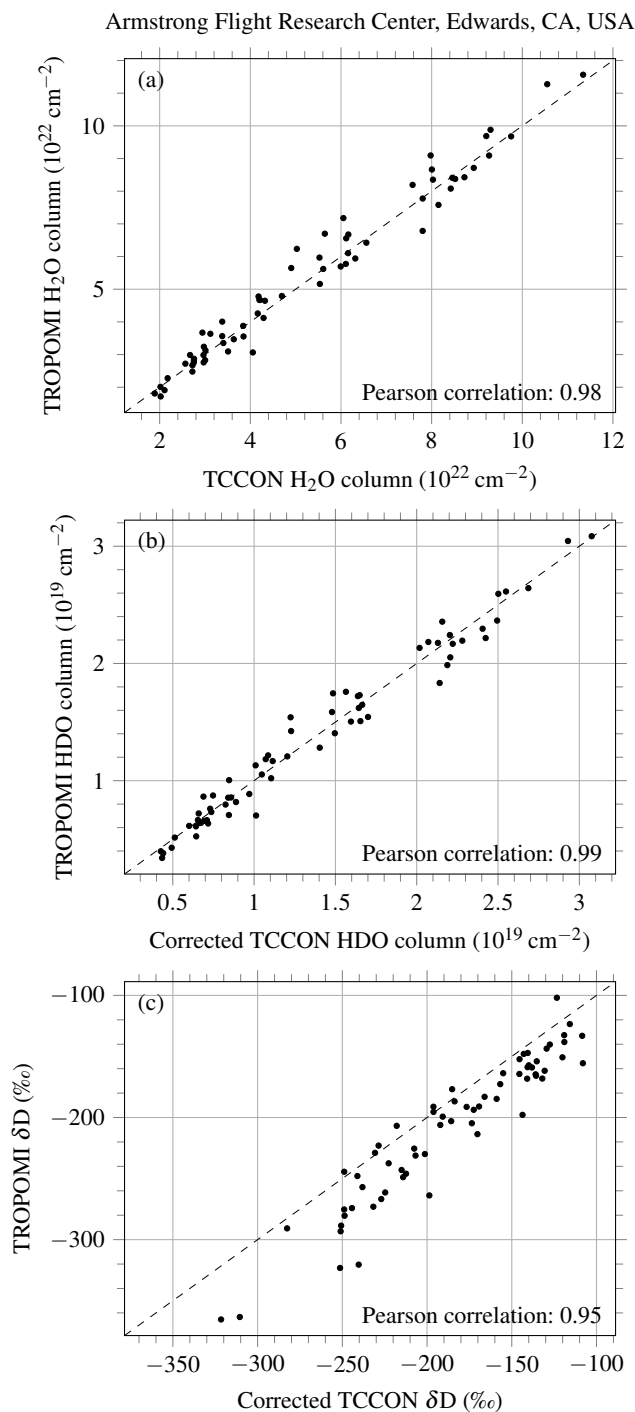 Armstrong Flight Research Center, Edwards, CA, USA
(a)
10
5
TROPOMI H₂O column (10²² cm⁻²)
Pearson correlation: 0.98
2 4 6 8 10 12
TCCON H₂O column (10²² cm⁻²)
(b)
3
2
1
TROPOMI HDO column (10¹⁹ cm⁻²)
Pearson correlation: 0.99
0.5 1 1.5 2 2.5 3
Corrected TCCON HDO column (10¹⁹ cm⁻²)
(c)
−100
−200
−300
TROPOMI δD (‰)
Pearson correlation: 0.95
−350 −300 −250 −200 −150 −100
Corrected TCCON δD (‰)